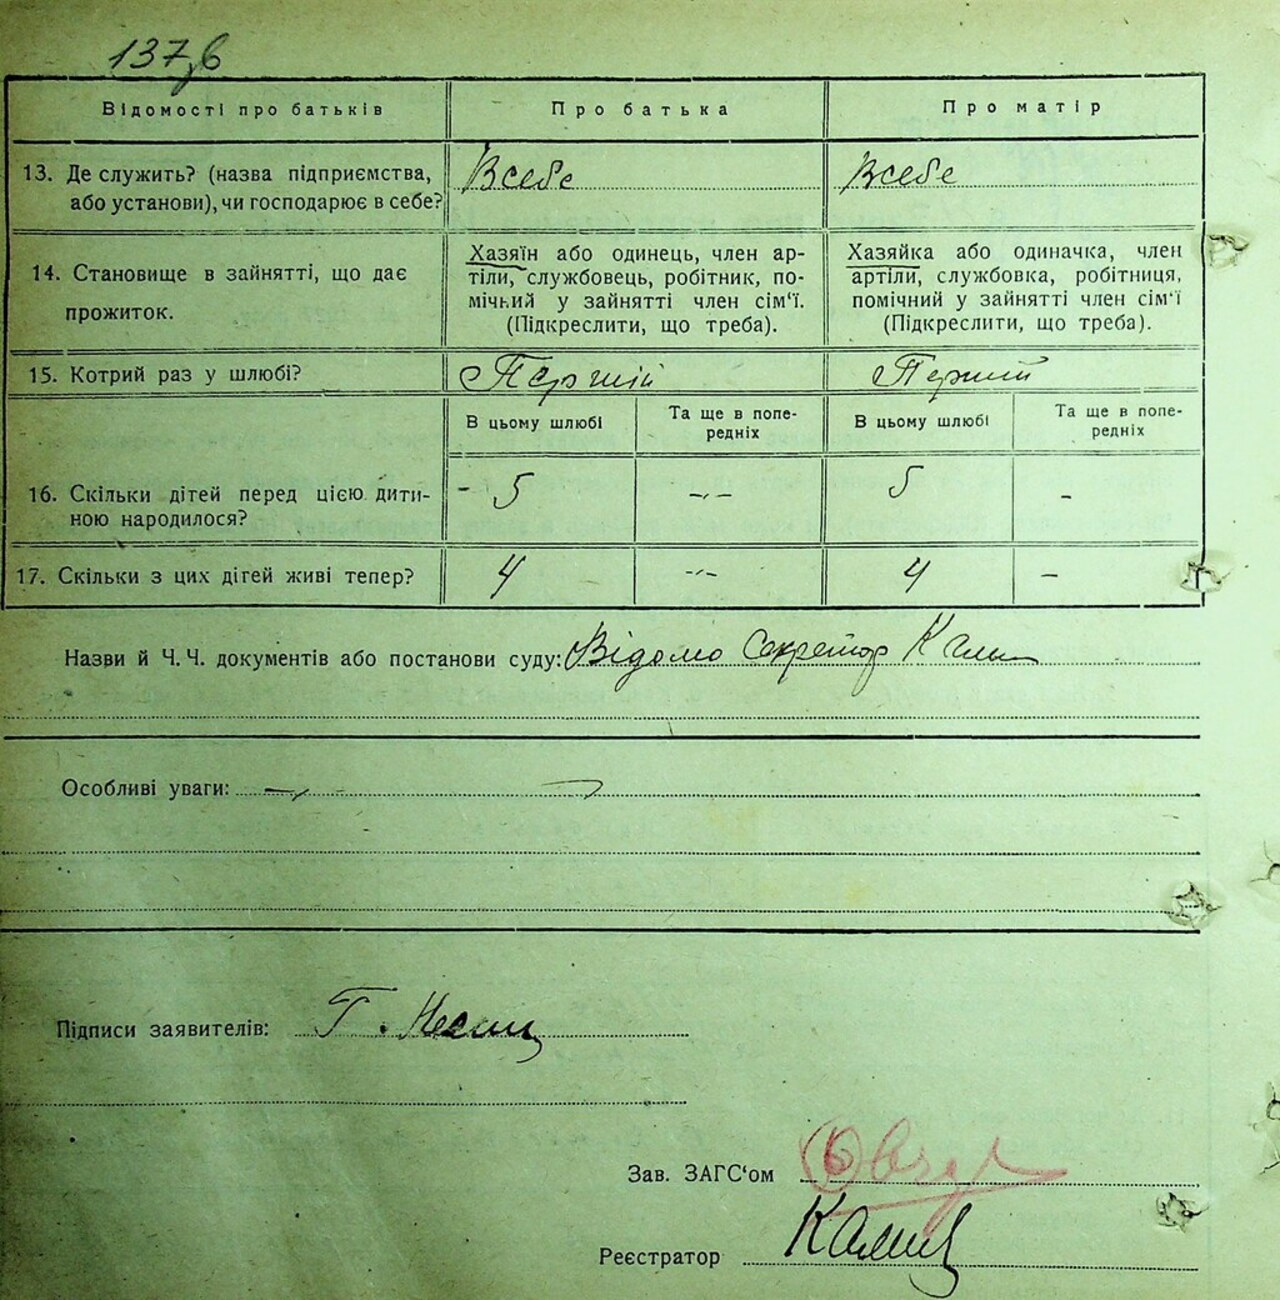 137,б
Відомості про батьків Про батька Про матір
13. Де служить? (назва підприємства, або установи), чи господарює в себе?
В себе В себе
14. Становище в зайнятті, що дає прожиток.
Хазяїн або одинець, член ар-
тіли, службовець, робітник, по-
мічний у зайнятті член сім‘ї.
(Підкреслити, що треба).
Хазяйка або одиначка, член
артіли, службовка, робітниця,
помічний у зайнятті член сім‘ї
(Підкреслити, що треба).
15. Котрий раз у шлюбі? Перший Перший
В цьому шлюбі Та ще в попе-
редніх В цьому шлюбі Та ще в попе-
редніх
16. Скільки дітей перед цією дити-
ною народилося?
- 5 -,- 5 -
17. Скільки з цих дітей живі тепер? 4 -,- 4 -
Назви й Ч. Ч. документів або постанови суду: Відомо Секретар
Особливі уваги:
Підписи заявителів: Г.
Зав. ЗАГС‘ом
Реєстратор